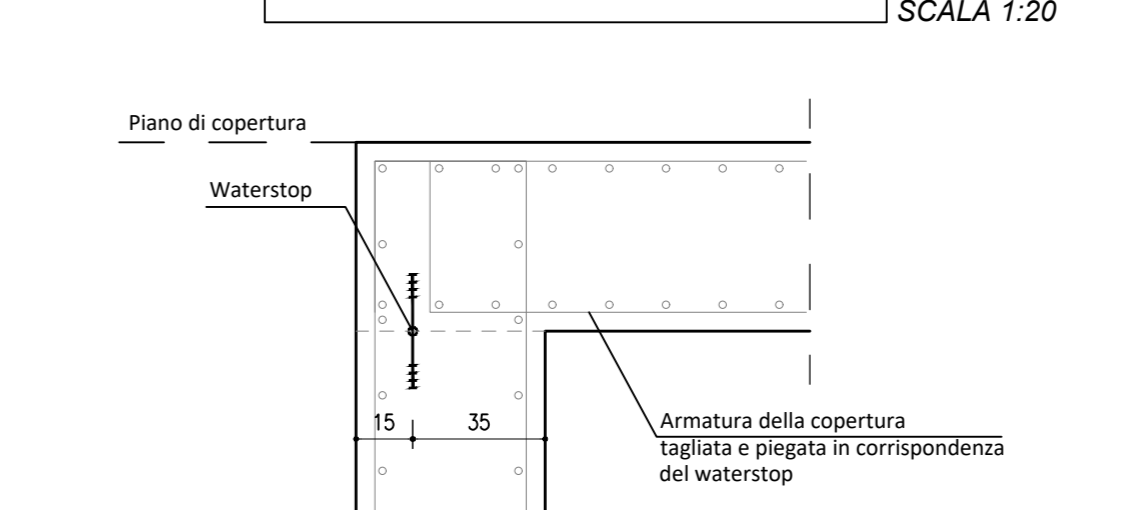 SCALA 1:20
Piano di copertura
Waterstop
15
35
Armatura della copertura
tagliata e piegata in corrispondenza
del waterstop